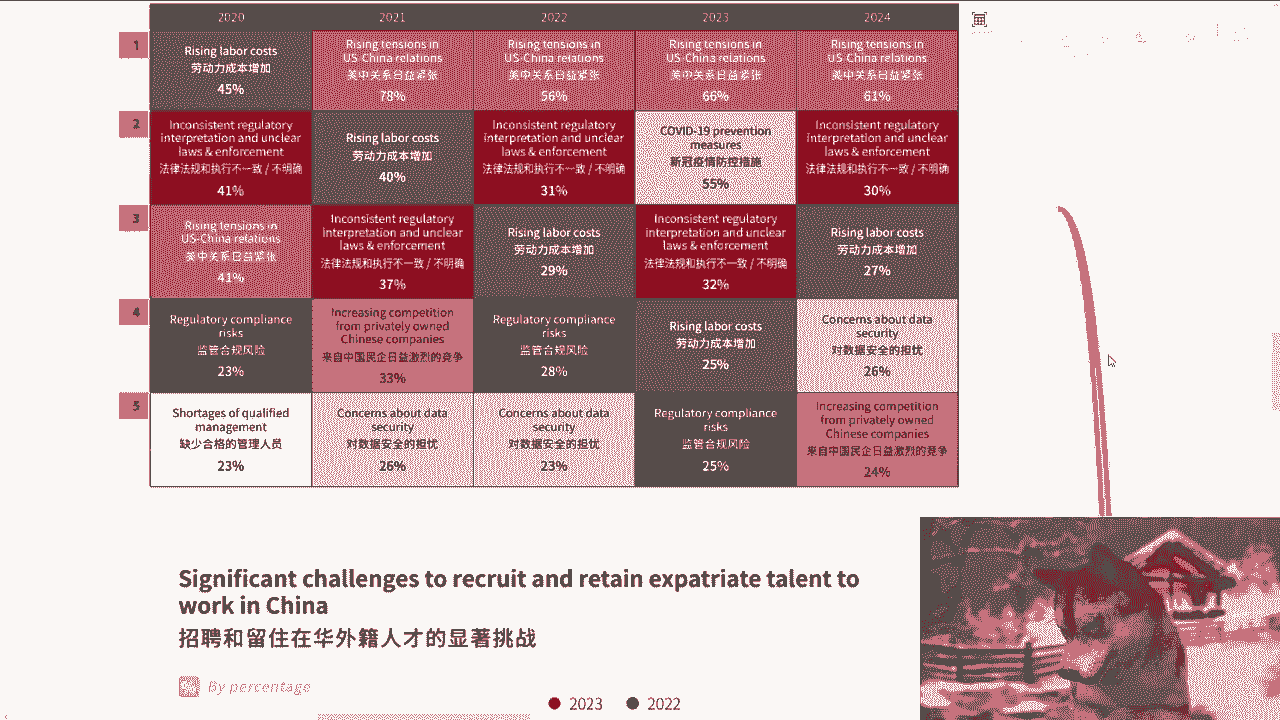 2020 2021 2022 2023 2024
1
Rising labor costs
劳动力成本增加
45%
Rising tensions in
US-China relations
美中关系日益紧张
78%
Rising tensions in
US-China relations
美中关系日益紧张
56%
Rising tensions in
US-China relations
美中关系日益紧张
66%
Rising tensions in
US-China relations
美中关系日益紧张
61%
2
Inconsistent regulatory
interpretation and unclear
laws & enforcement
法律法规和执行不一致 / 不明确
41%
Rising labor costs
劳动力成本增加
40%
Inconsistent regulatory
interpretation and unclear
laws & enforcement
法律法规和执行不一致 / 不明确
31%
COVID-19 prevention
measures
新冠疫情防控措施
55%
Inconsistent regulatory
interpretation and unclear
laws & enforcement
法律法规和执行不一致 / 不明确
30%
3
Rising tensions in
US-China relations
美中关系日益紧张
41%
Inconsistent regulatory
interpretation and unclear
laws & enforcement
法律法规和执行不一致 / 不明确
37%
Rising labor costs
劳动力成本增加
29%
Inconsistent regulatory
interpretation and unclear
laws & enforcement
法律法规和执行不一致 / 不明确
32%
Rising labor costs
劳动力成本增加
27%
4
Regulatory compliance
risks
监管合规风险
23%
Increasing competition
from privately owned
Chinese companies
来自中国民企日益激烈的竞争
33%
Regulatory compliance
risks
监管合规风险
28%
Rising labor costs
劳动力成本增加
25%
Concerns about data
security
对数据安全的担忧
26%
5
Shortages of qualified
management
缺少合格的管理人员
23%
Concerns about data
security
对数据安全的担忧
26%
Concerns about data
security
对数据安全的担忧
23%
Regulatory compliance
risks
监管合规风险
25%
Increasing competition
from privately owned
Chinese companies
来自中国民企日益激烈的竞争
24%
Significant challenges to recruit and retain expatriate talent to
work in China
招聘和留住在华外籍人才的显著挑战
By percentage
2023 2022